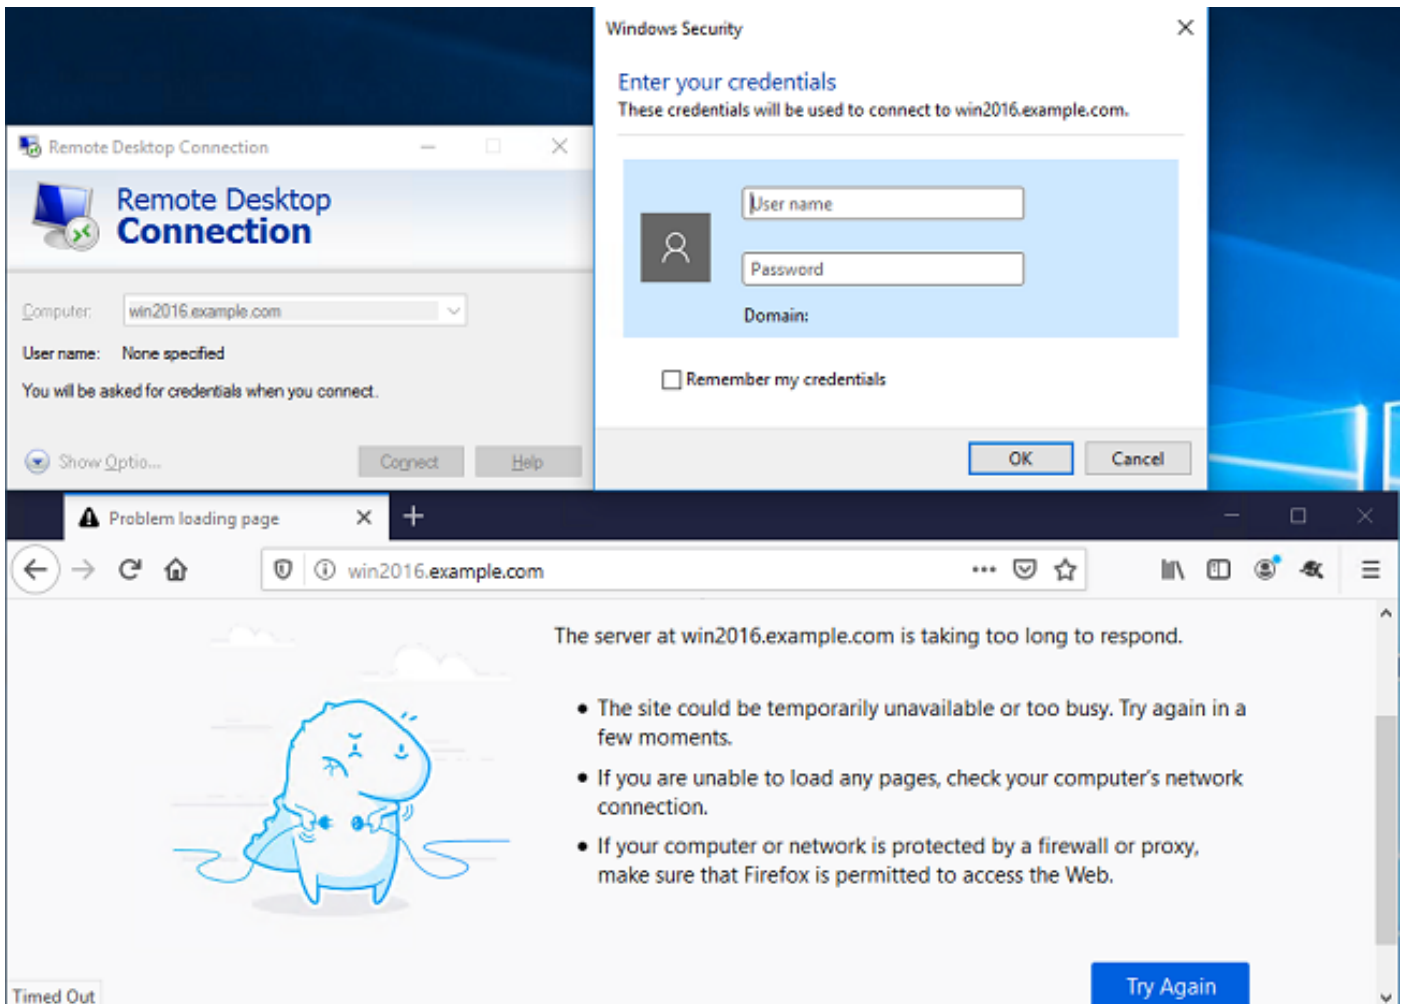 Windows Security
Enter your credentials
These credentials will be used to connect to win2016.example.com.
User name
Password
Domain:
Remember my credentials
OK
Cancel
Remote Desktop Connection
Remote Desktop
Connection
Computer:
win2016.example.com
User name:
None specified
You will be asked for credentials when you connect.
Show Optio...
Connect
Help
Problem loading page
win2016.example.com
The server at win2016.example.com is taking too long to respond.
The site could be temporarily unavailable or too busy. Try again in a
few moments.
If you are unable to load any pages, check your computer's network
connection.
If your computer or network is protected by a firewall or proxy,
make sure that Firefox is permitted to access the Web.
Try Again
Timed Out